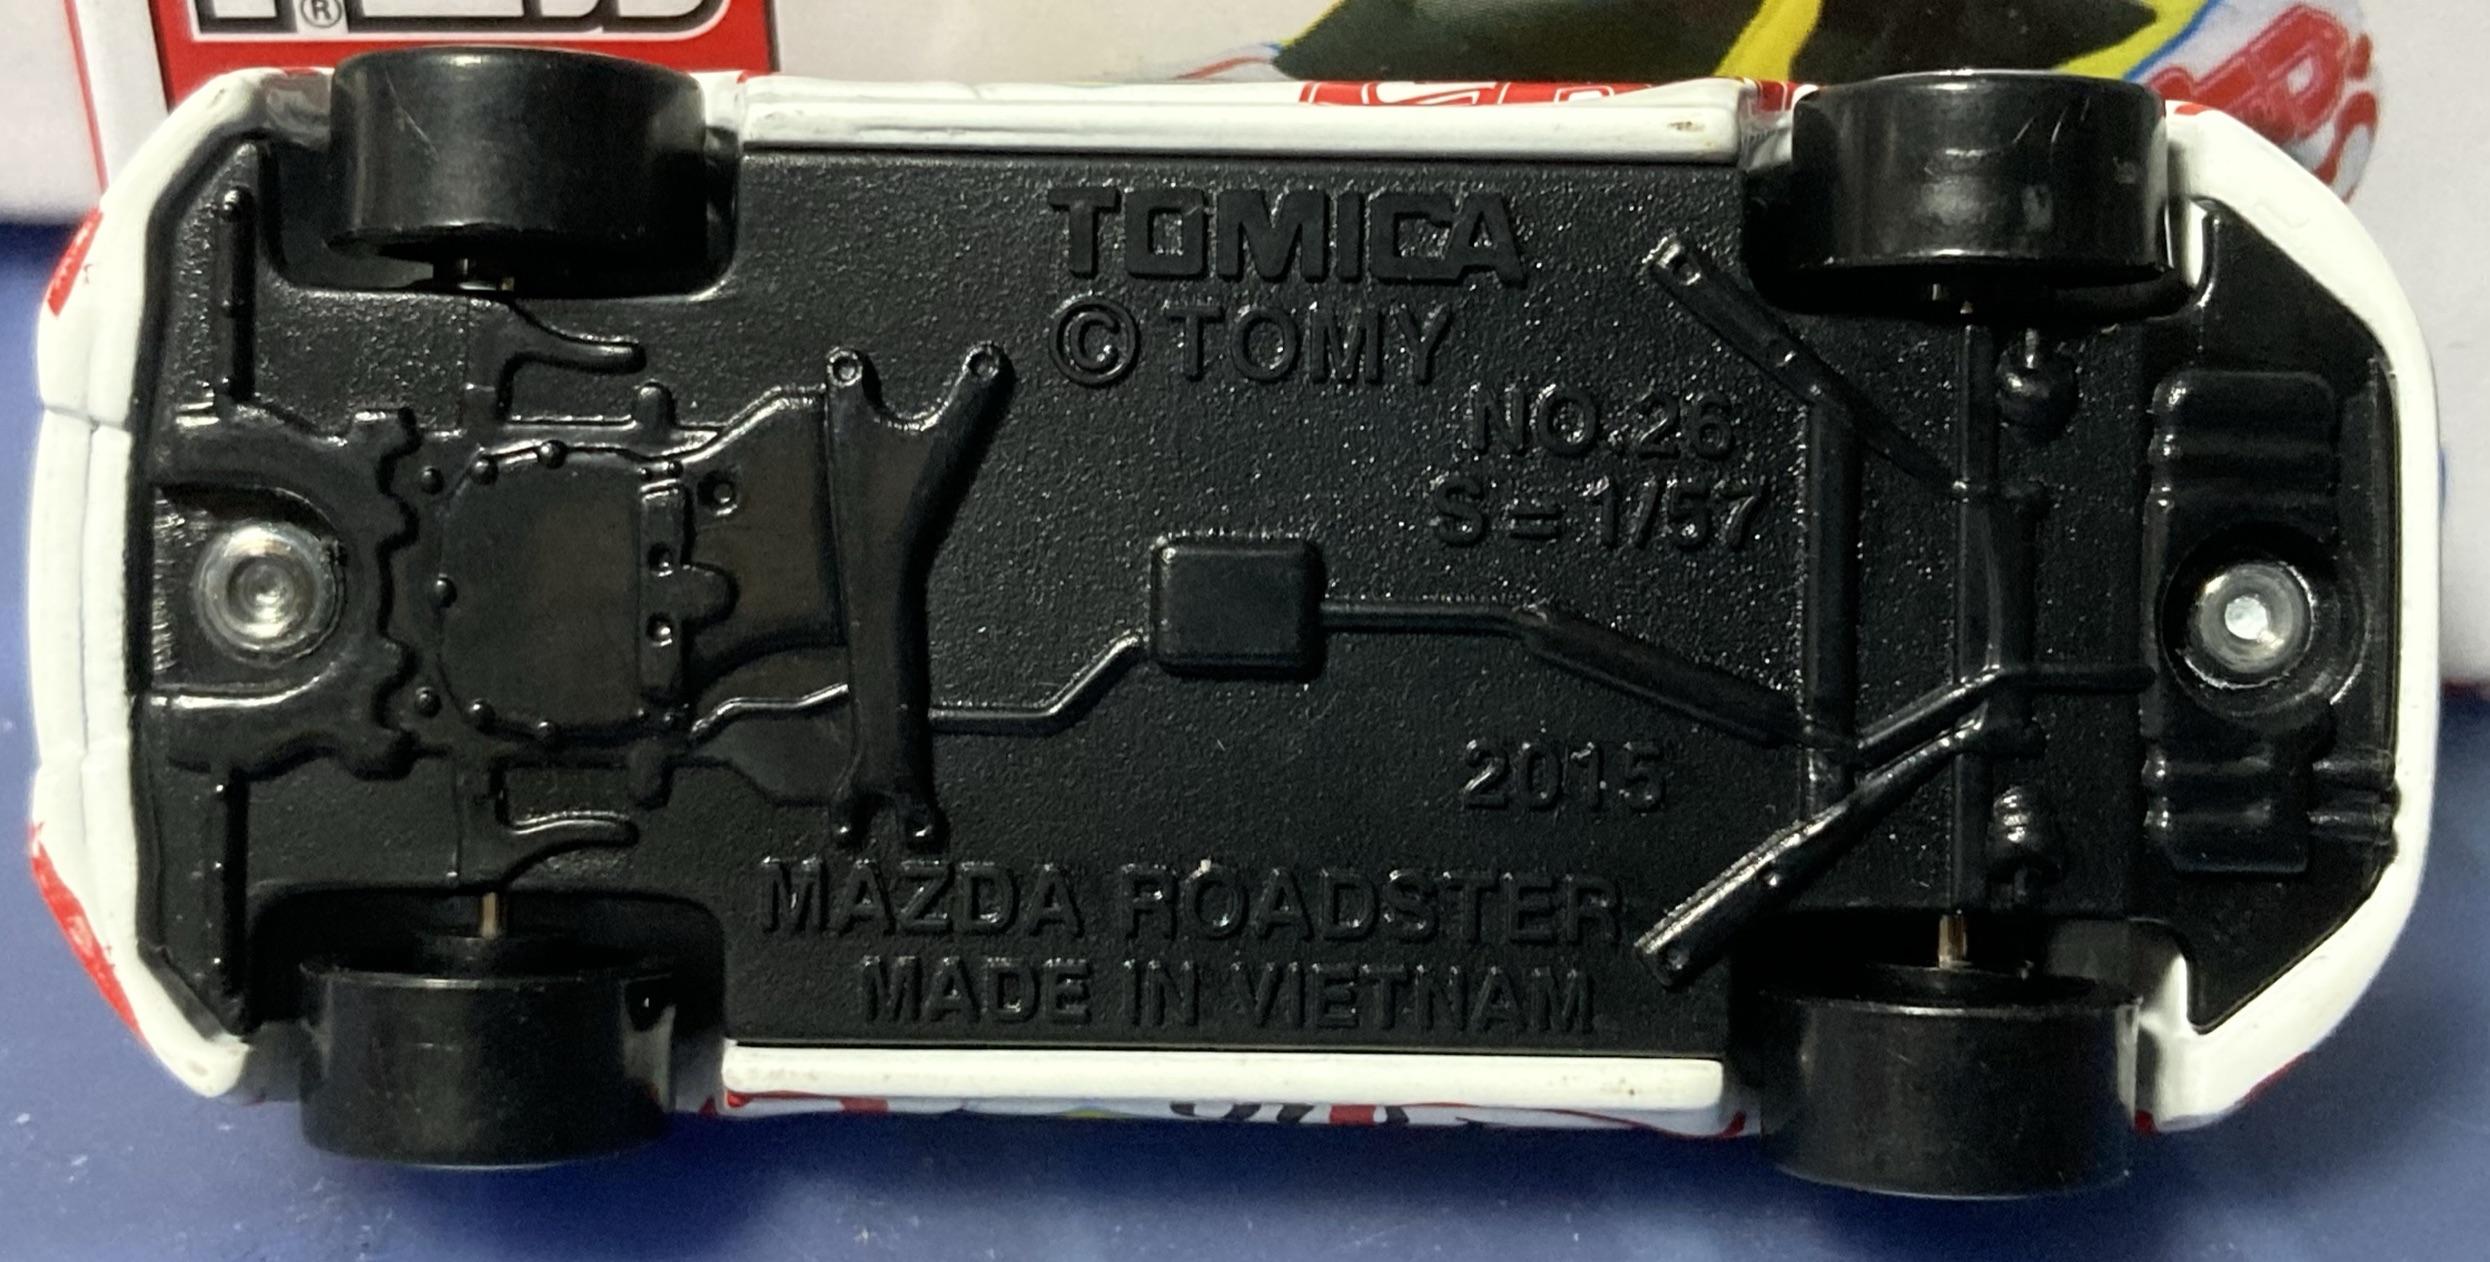 ®
TOMICA
© TOMY
NO.26
S=1/57
2015
MAZDA ROADSTER
MADE IN VIETNAM